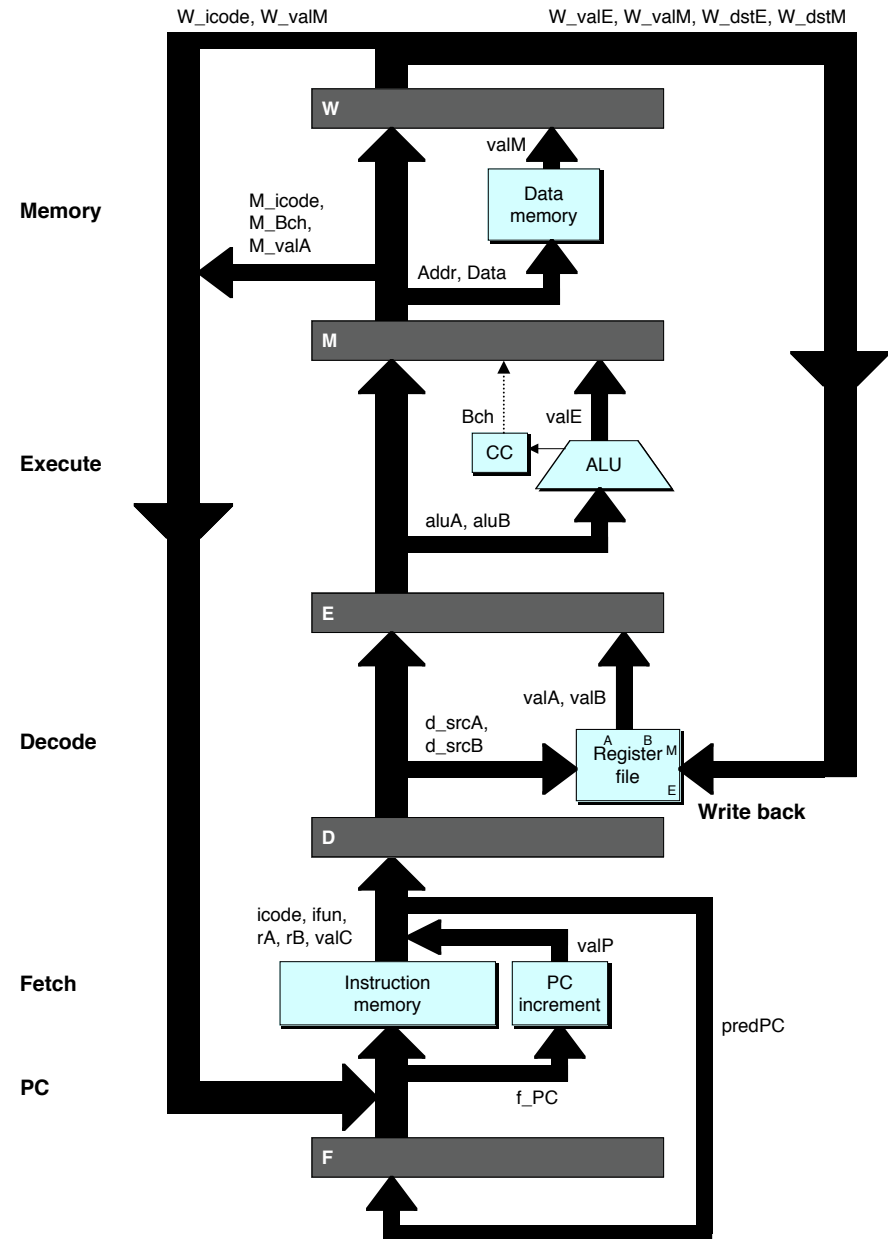 W_icode, W_valM
W_valE, W_valM, W_dstE, W_dstM
W
valM
Memory
Data
memory
M_icode,
M_Bch,
M_valA
Addr, Data
M
Bch
valE
Execute
CC
ALU
aluA, aluB
E
valA, valB
Decode
d_srcA,
d_srcB
A B
Register M
file
E
Write back
D
icode, ifun,
rA, rB, valC
valP
Fetch
Instruction
memory
PC
increment
predPC
PC
f_PC
F